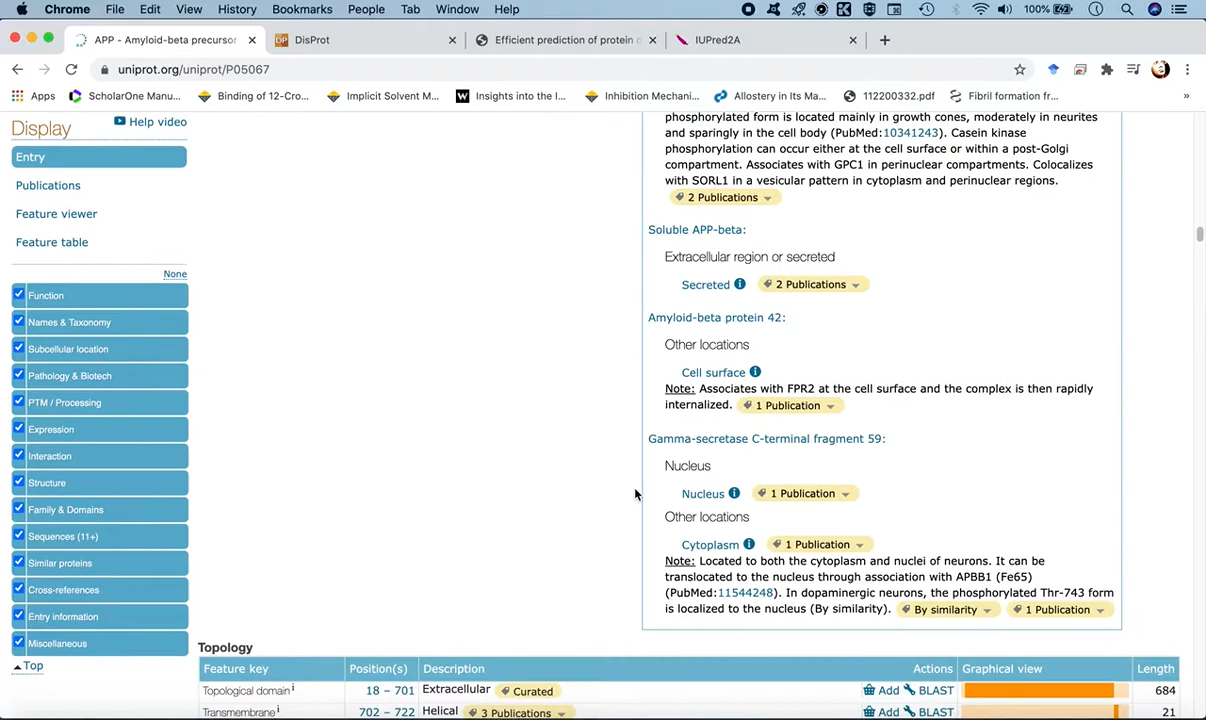 Chrome File Edit View History Bookmarks People Tab Window Help 100%
APP - Amyloid-beta precursor DisProt Efficient prediction of protein IUPred2A
uniprot.org/uniprot/P05067
Apps ScholarOne Manu... Binding of 12-Cro... Implicit Solvent M... Insights into the I... Inhibition Mechani... Allostery in Its Ma... 112200332.pdf Fibril formation fr... »
Display Help video
Entry
Publications
Feature viewer
Feature table
None
Function
Names & Taxonomy
Subcellular location
Pathology & Biotech
PTM / Processing
Expression
Interaction
Structure
Family & Domains
Sequences (11+)
Similar proteins
Cross-references
Entry information
Miscellaneous
Top
phosphorylated form is located mainly in growth cones, moderately in neurites
and sparingly in the cell body (PubMed:10341243). Casein kinase
phosphorylation can occur either at the cell surface or within a post-Golgi
compartment. Associates with GPC1 in perinuclear compartments. Colocalizes
with SORL1 in a vesicular pattern in cytoplasm and perinuclear regions.
2 Publications
Soluble APP-beta:
Extracellular region or secreted
Secreted 2 Publications
Amyloid-beta protein 42:
Other locations
Cell surface
Note: Associates with FPR2 at the cell surface and the complex is then rapidly
internalized. 1 Publication
Gamma-secretase C-terminal fragment 59:
Nucleus
Nucleus 1 Publication
Other locations
Cytoplasm 1 Publication
Note: Located to both the cytoplasm and nuclei of neurons. It can be
translocated to the nucleus through association with APBB1 (Fe65)
(PubMed:11544248). In dopaminergic neurons, the phosphorylated Thr-743 form
is localized to the nucleus (By similarity). By similarity 1 Publication
Topology
Feature key Position(s) Description Actions Graphical view Length
Topological domain i 18 – 701 Extracellular Curated Add BLAST 684
Transmembrane i 702 – 722 Helical 3 Publications Add BLAST 21